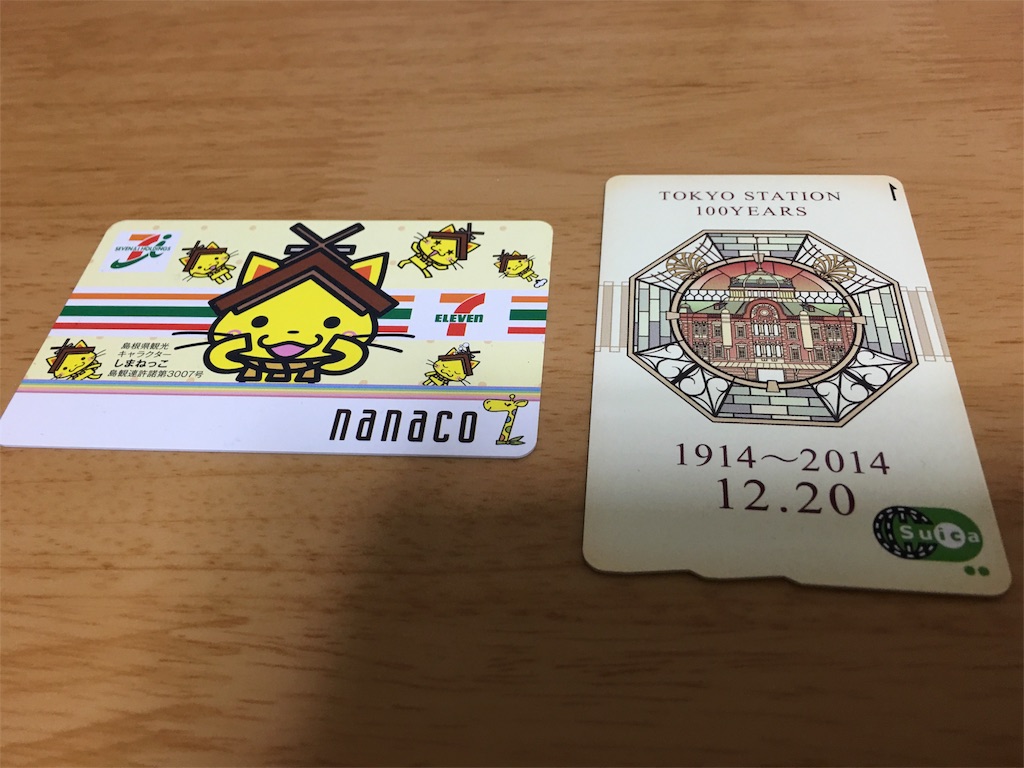 SEVEN & i HOLDINGS
7
ELEVEN
島根県観光
キャラクター
しまねっこ
島観連許諾第3007号
nanaco
1
TOKYO STATION
100YEARS
1914～2014
12.20
Suica